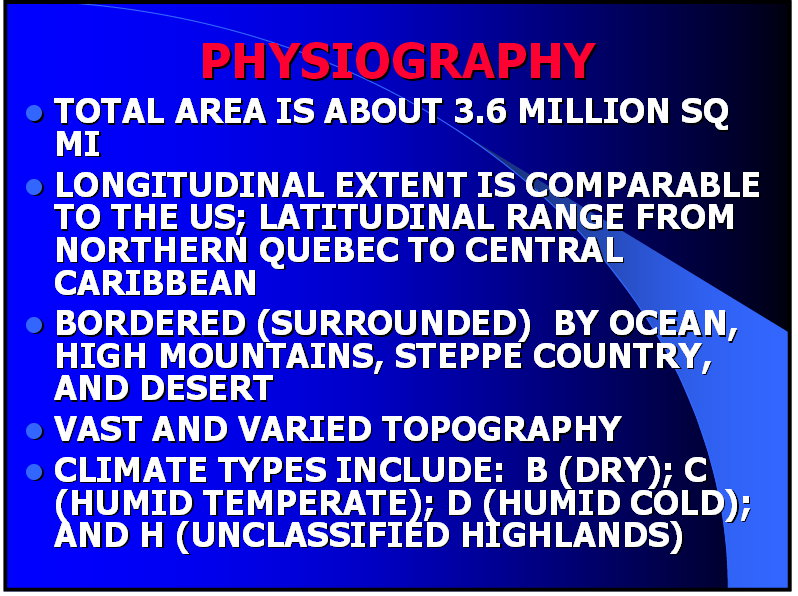 PHYSIOGRAPHY
TOTAL AREA IS ABOUT 3.6 MILLION SQ
MI
LONGITUDINAL EXTENT IS COMPARABLE
TO THE US; LATITUDINAL RANGE FROM
NORTHERN QUEBEC TO CENTRAL
CARIBBEAN
BORDERED (SURROUNDED)  BY OCEAN,
HIGH MOUNTAINS, STEPPE COUNTRY,
AND DESERT
VAST AND VARIED TOPOGRAPHY
CLIMATE TYPES INCLUDE:  B (DRY); C
(HUMID TEMPERATE); D (HUMID COLD);
AND H (UNCLASSIFIED HIGHLANDS)